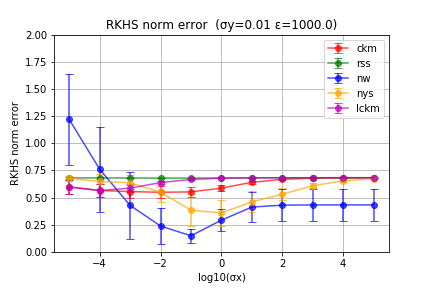 RKHS norm error  (σy=0.01 ε=1000.0)
RKHS norm error
2.00
1.75
1.50
1.25
1.00
0.75
0.50
0.25
0.00
ckm
rss
nw
nys
lckm
−4
−2
0
2
4
log10(σx)